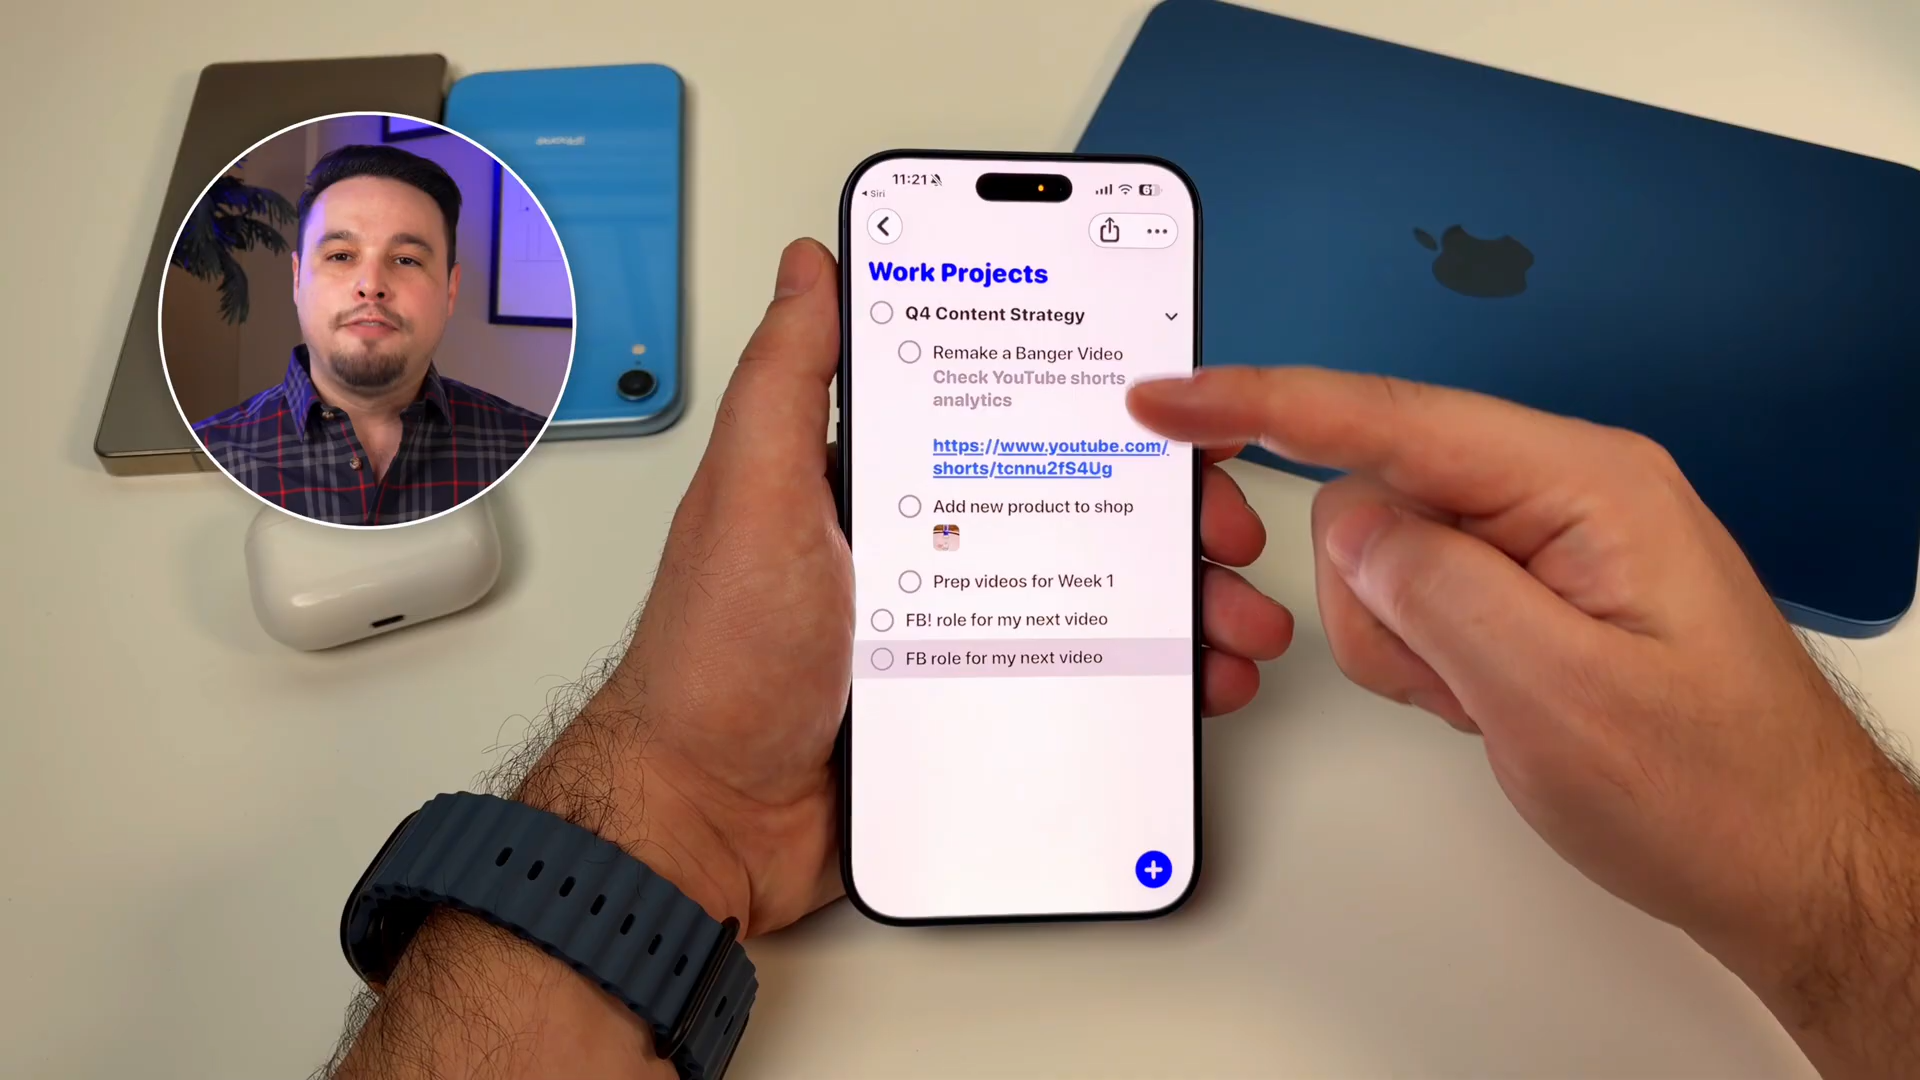 iPhone
11:21
Siri
61
Work Projects
Q4 Content Strategy
Remake a Banger Video
Check YouTube shorts
analytics
https://www.youtube.com/
shorts/tcnnu2fS4Ug
Add new product to shop
Prep videos for Week 1
FB! role for my next video
FB role for my next video